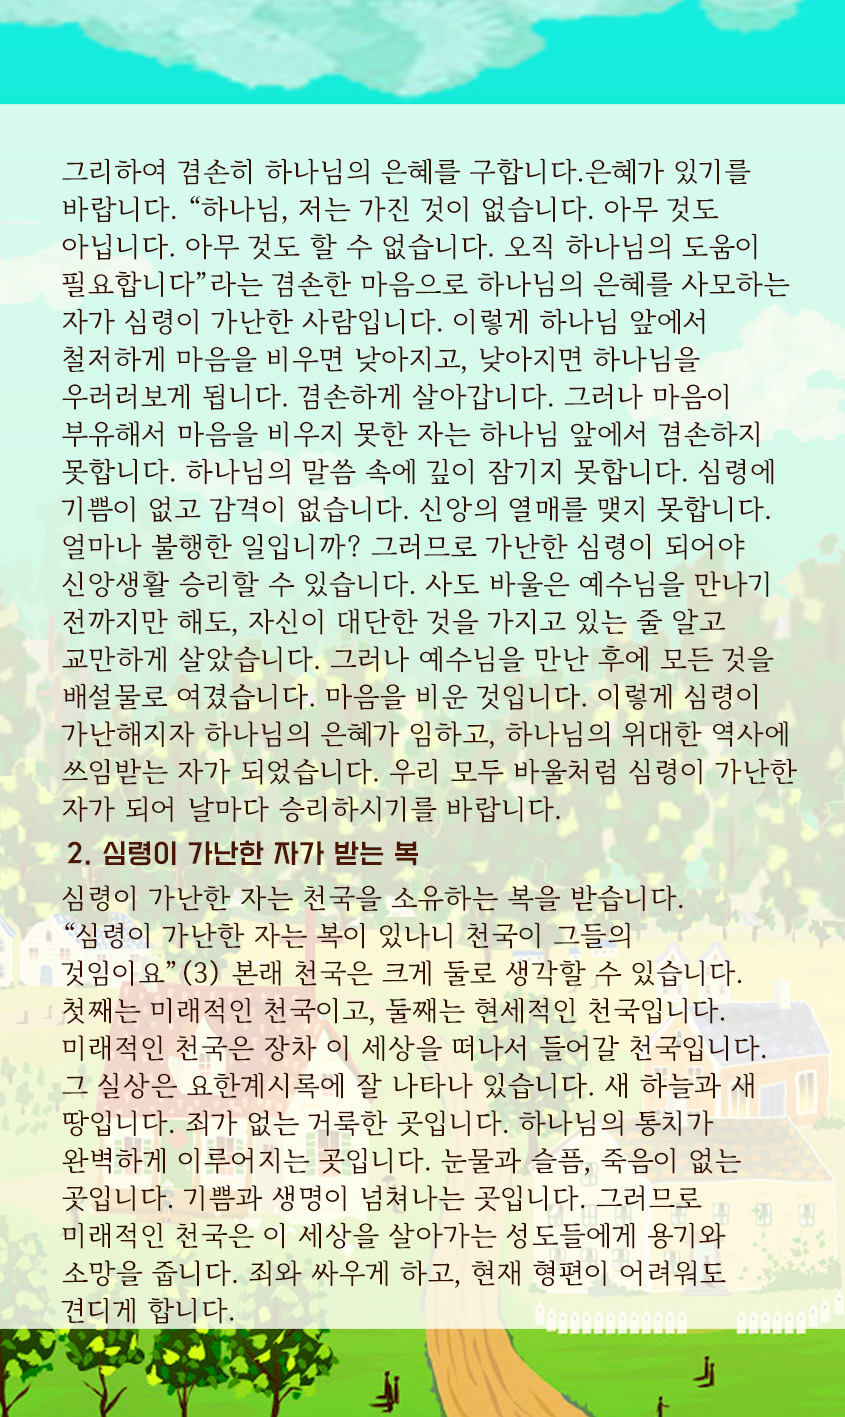 그리하여 겸손히 하나님의 은혜를 구합니다.은혜가 있기를
바랍니다. “하나님, 저는 가진 것이 없습니다. 아무 것도
아닙니다. 아무 것도 할 수 없습니다. 오직 하나님의 도움이
필요합니다”라는 겸손한 마음으로 하나님의 은혜를 사모하는
자가 심령이 가난한 사람입니다. 이렇게 하나님 앞에서
철저하게 마음을 비우면 낮아지고, 낮아지면 하나님을
우러러보게 됩니다. 겸손하게 살아갑니다. 그러나 마음이
부유해서 마음을 비우지 못한 자는 하나님 앞에서 겸손하지
못합니다. 하나님의 말씀 속에 깊이 잠기지 못합니다. 심령에
기쁨이 없고 감격이 없습니다. 신앙의 열매를 맺지 못합니다.
얼마나 불행한 일입니까? 그러므로 가난한 심령이 되어야
신앙생활 승리할 수 있습니다. 사도 바울은 예수님을 만나기
전까지만 해도, 자신이 대단한 것을 가지고 있는 줄 알고
교만하게 살았습니다. 그러나 예수님을 만난 후에 모든 것을
배설물로 여겼습니다. 마음을 비운 것입니다. 이렇게 심령이
가난해지자 하나님의 은혜가 임하고, 하나님의 위대한 역사에
쓰임받는 자가 되었습니다. 우리 모두 바울처럼 심령이 가난한
자가 되어 날마다 승리하시기를 바랍니다.
2. 심령이 가난한 자가 받는 복
심령이 가난한 자는 천국을 소유하는 복을 받습니다.
“심령이 가난한 자는 복이 있나니 천국이 그들의
것임이요”(3) 본래 천국은 크게 둘로 생각할 수 있습니다.
첫째는 미래적인 천국이고, 둘째는 현세적인 천국입니다.
미래적인 천국은 장차 이 세상을 떠나서 들어갈 천국입니다.
그 실상은 요한계시록에 잘 나타나 있습니다. 새 하늘과 새
땅입니다. 죄가 없는 거룩한 곳입니다. 하나님의 통치가
완벽하게 이루어지는 곳입니다. 눈물과 슬픔, 죽음이 없는
곳입니다. 기쁨과 생명이 넘쳐나는 곳입니다. 그러므로
미래적인 천국은 이 세상을 살아가는 성도들에게 용기와
소망을 줍니다. 죄와 싸우게 하고, 현재 형편이 어려워도
견디게 합니다.